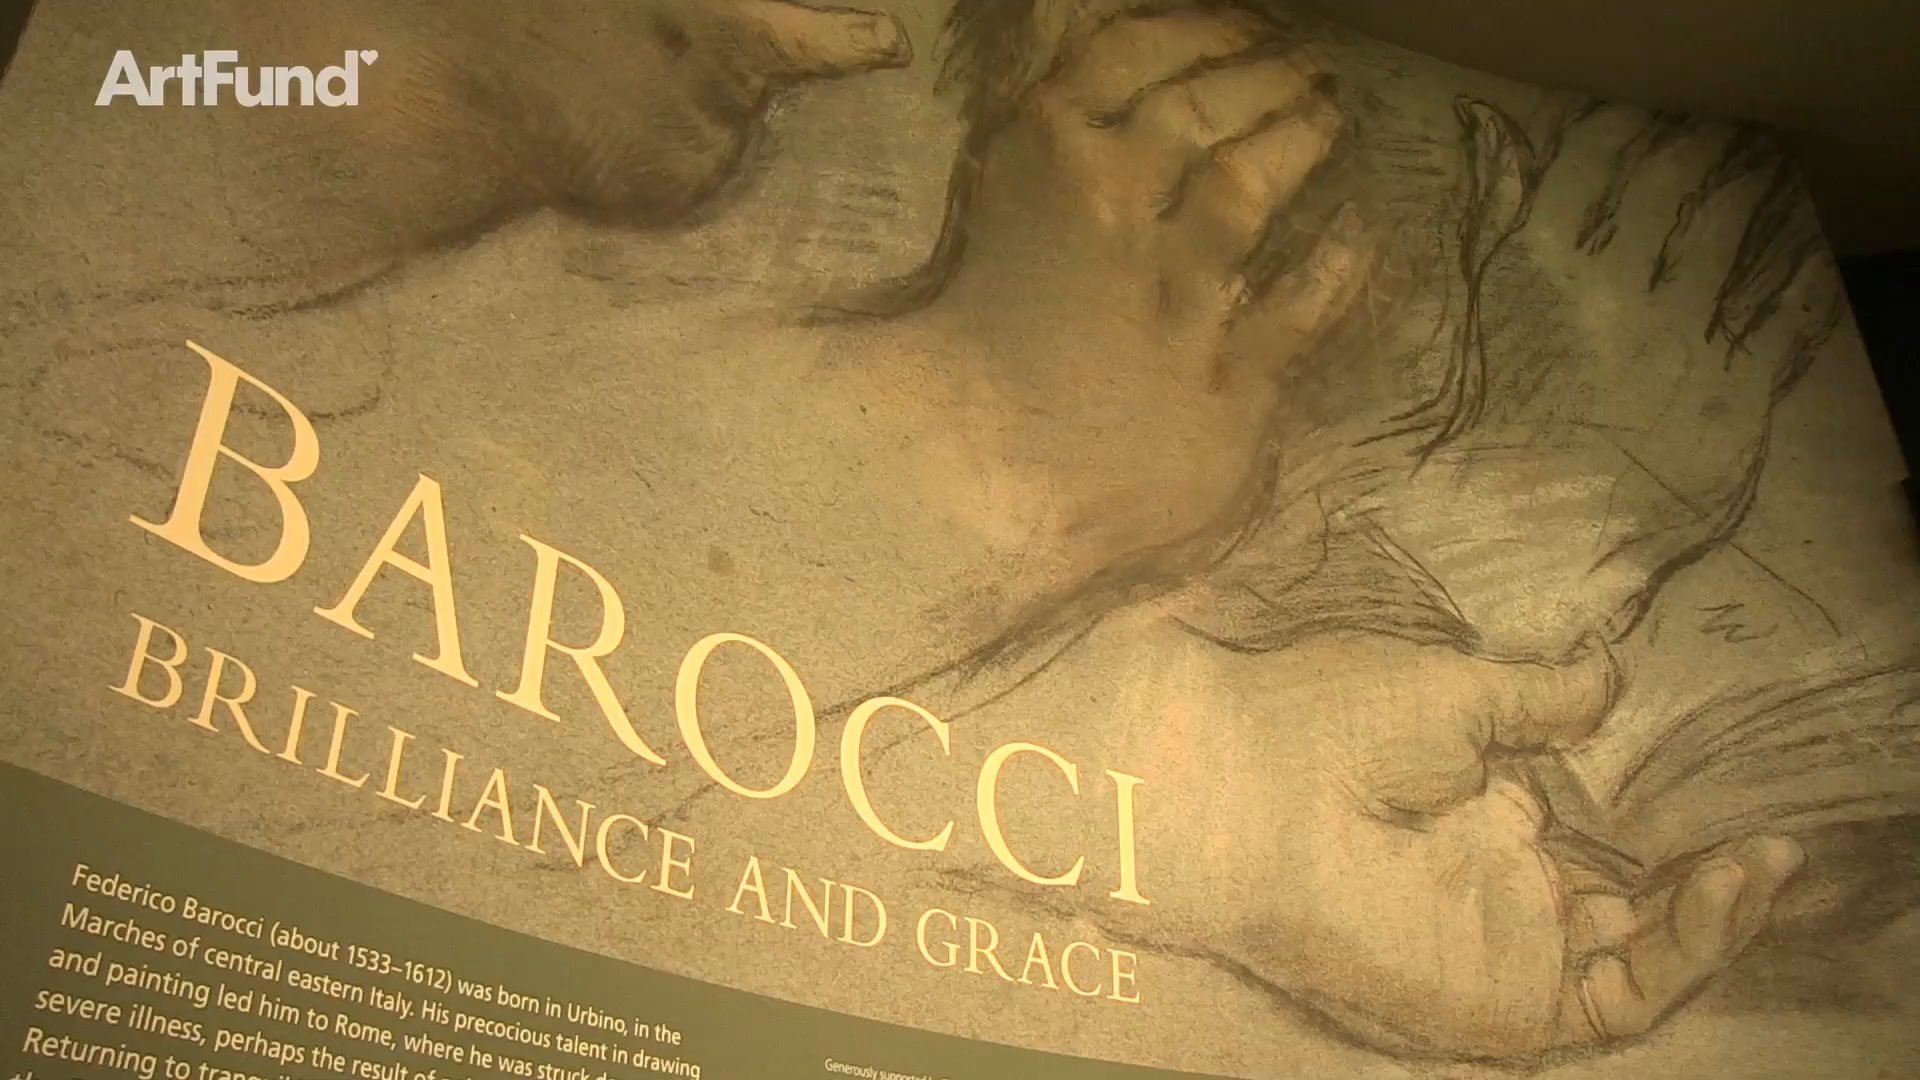 ArtFund
BAROCCI
BRILLIANCE AND GRACE
Federico Barocci (about 1533–1612) was born in Urbino, in the
Marches of central eastern Italy. His precocious talent in drawing
and painting led him to Rome, where he was struck
severe illness, perhaps the result of
Returning to
Generously supported